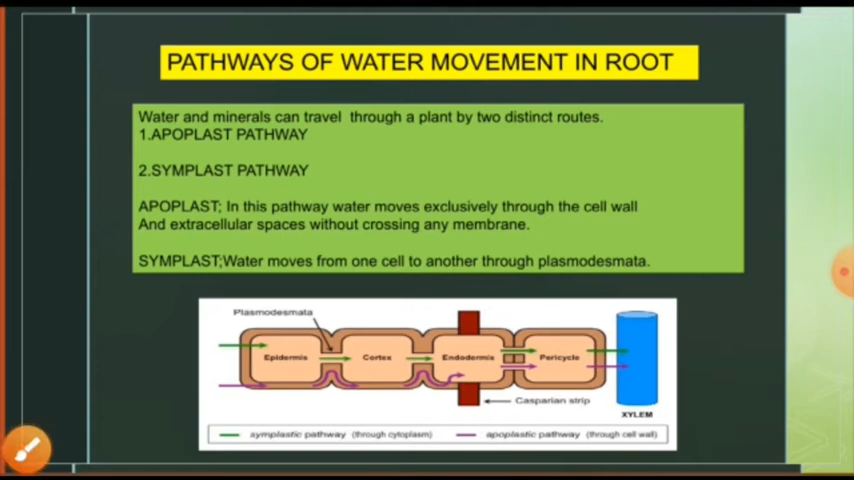 PATHWAYS OF WATER MOVEMENT IN ROOT
Water and minerals can travel through a plant by two distinct routes.
1.APOPLAST PATHWAY
2.SYMPLAST PATHWAY
APOPLAST; In this pathway water moves exclusively through the cell wall
And extracellular spaces without crossing any membrane.
SYMPLAST;Water moves from one cell to another through plasmodesmata.
Plasmodesmata
Epidermis Cortex Endodermis Pericycle
Casparian strip
XYLEM
symplastic pathway (through cytoplasm) apoplastic pathway (through cell wall)